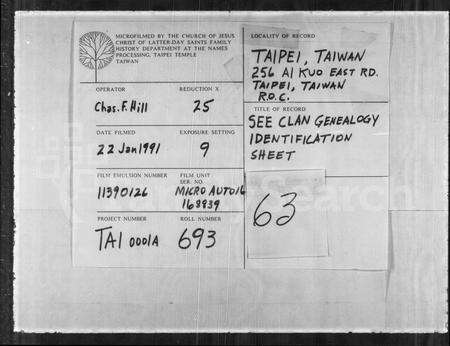 MICROFILMED BY THE CHURCH OF JESUS
CHRIST OF LATTER-DAY SAINTS FAMILY
HISTORY DEPARTMENT AT THE NAMES
PROCESSING, TAIPEI TEMPLE
TAIWAN
OPERATOR REDUCTION X
Chas. F. Hill 25
DATE FILMED EXPOSURE SETTING
22 Jan 1991 9
FILM EMULSION NUMBER FILM UNIT
SER. NO.
11390126 MICRO AUTO16
168939
PROJECT NUMBER ROLL NUMBER
TAI 0001A 693
LOCALITY OF RECORD
TAIPEI, TAIWAN
256 AI KUO EAST RD.
TAIPEI, TAIWAN
R.O.C.
TITLE OF RECORD
SEE CLAN GENEALOGY
IDENTIFICATION
SHEET
63